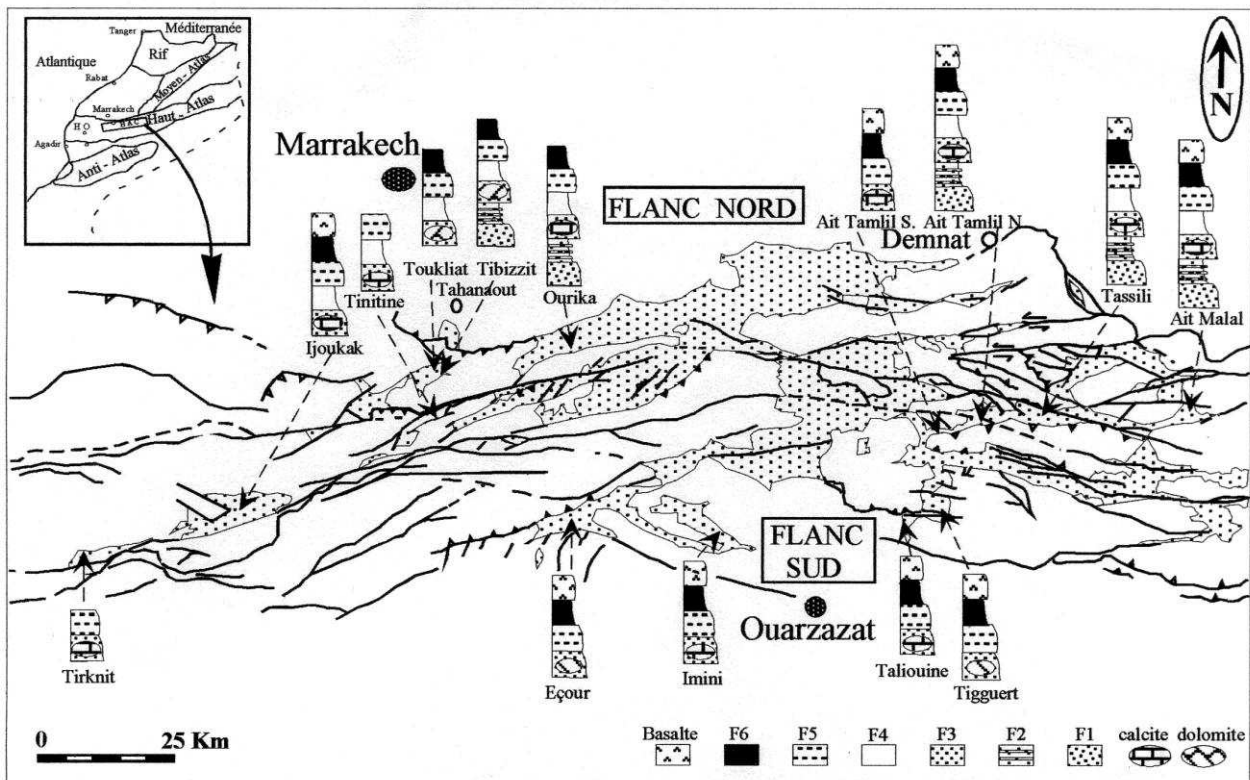 Tanger
Méditerranée
Rif
Atlantique
Rabat
Moyen-Atlas
Marrakech
Haut-Atlas
H O
H A C
Agadir
Anti-Atlas
N
Marrakech
FLANC NORD
Ait Tamlil S.
Ait Tamlil N
Demnat
Toukliat
Tibizzit
Tahanaout
Tinitine
Ourika
Tassili
Ait Malal
Ijoukak
FLANC
SUD
Ouarzazat
Tirknit
Eçour
Imini
Taliouine
Tigguert
0 25 Km
Basalte F6 F5 F4 F3 F2 F1 calcite dolomite